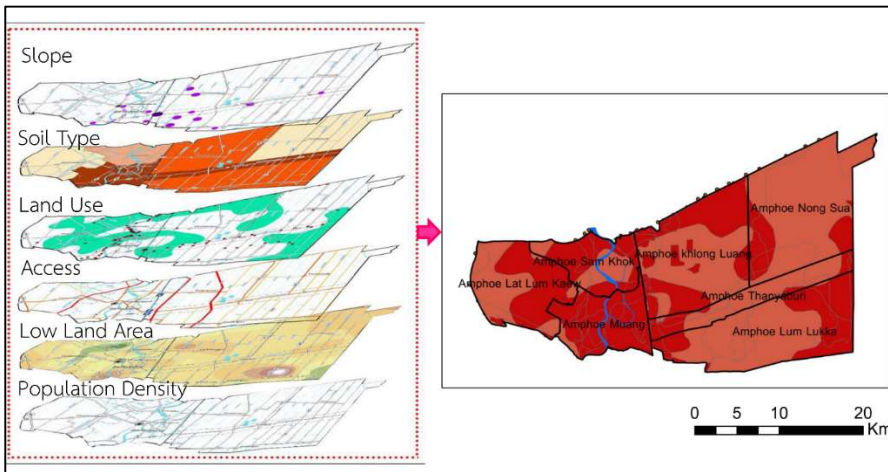 Slope
Soil Type
Land Use
Access
Low Land Area
Population Density
Amphoe Nong Sua
Amphoe Sam Khok
Amphoe khlong Luang
Amphoe Lat Lum Kaew
Amphoe Thanyaburi
Amphoe Muang
Amphoe Lum Lukka
0 5 10 20
Km